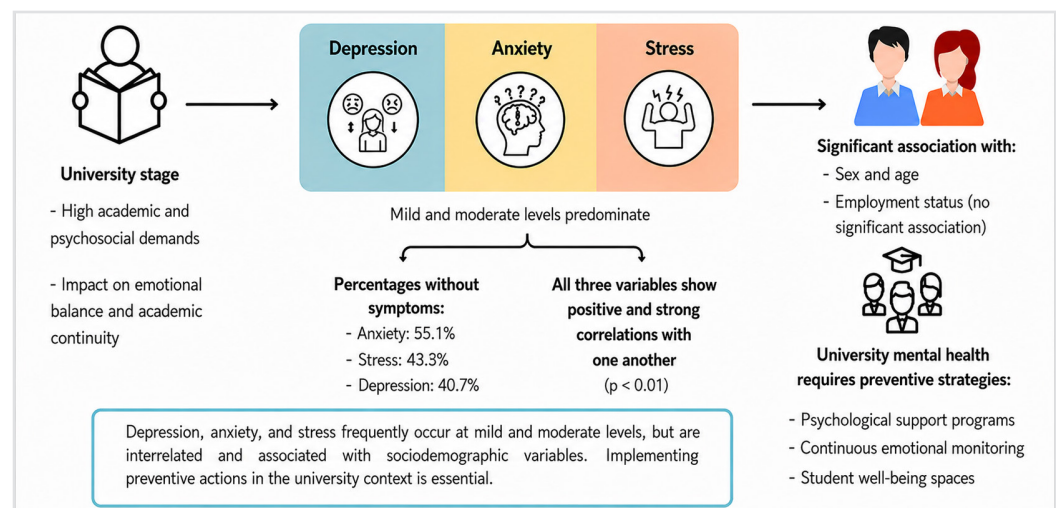 University stage
- High academic and
psychosocial demands
- Impact on emotional
balance and academic
continuity
Depression
Anxiety
Stress
Mild and moderate levels predominate
Percentages without
symptoms:
- Anxiety: 55.1%
- Stress: 43.3%
- Depression: 40.7%
All three variables show
positive and strong
correlations with
one another
(p < 0.01)
Significant association with:
- Sex and age
- Employment status (no
significant association)
University mental health
requires preventive strategies:
- Psychological support programs
- Continuous emotional monitoring
- Student well-being spaces
Depression, anxiety, and stress frequently occur at mild and moderate levels, but are
interrelated and associated with sociodemographic variables. Implementing
preventive actions in the university context is essential.